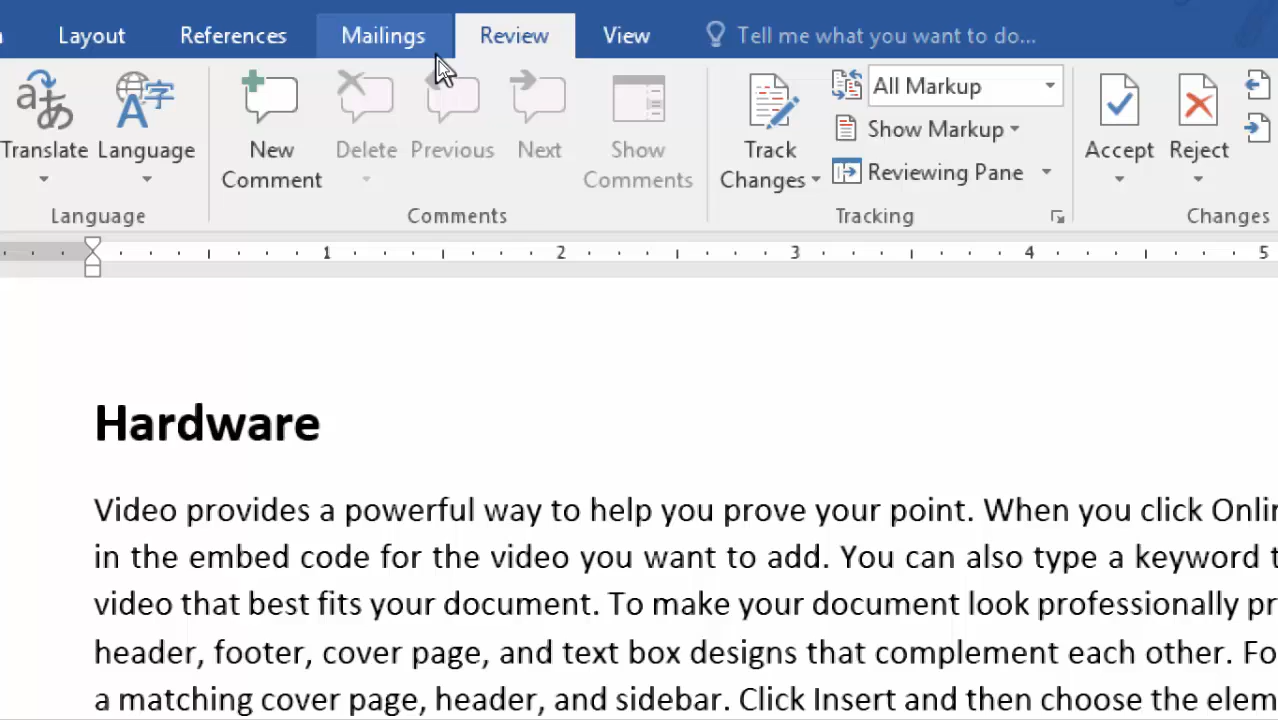 Layout References Mailings Review View Tell me what you want to do...
Translate Language New Comment Delete Previous Next Show Comments Track Changes All Markup Show Markup Reviewing Pane Accept Reject
Language Comments Tracking Changes
1 2 3 4 5
Hardware
Video provides a powerful way to help you prove your point. When you click Onlin
in the embed code for the video you want to add. You can also type a keyword t
video that best fits your document. To make your document look professionally pr
header, footer, cover page, and text box designs that complement each other. Fo
a matching cover page, header, and sidebar. Click Insert and then choose the elem